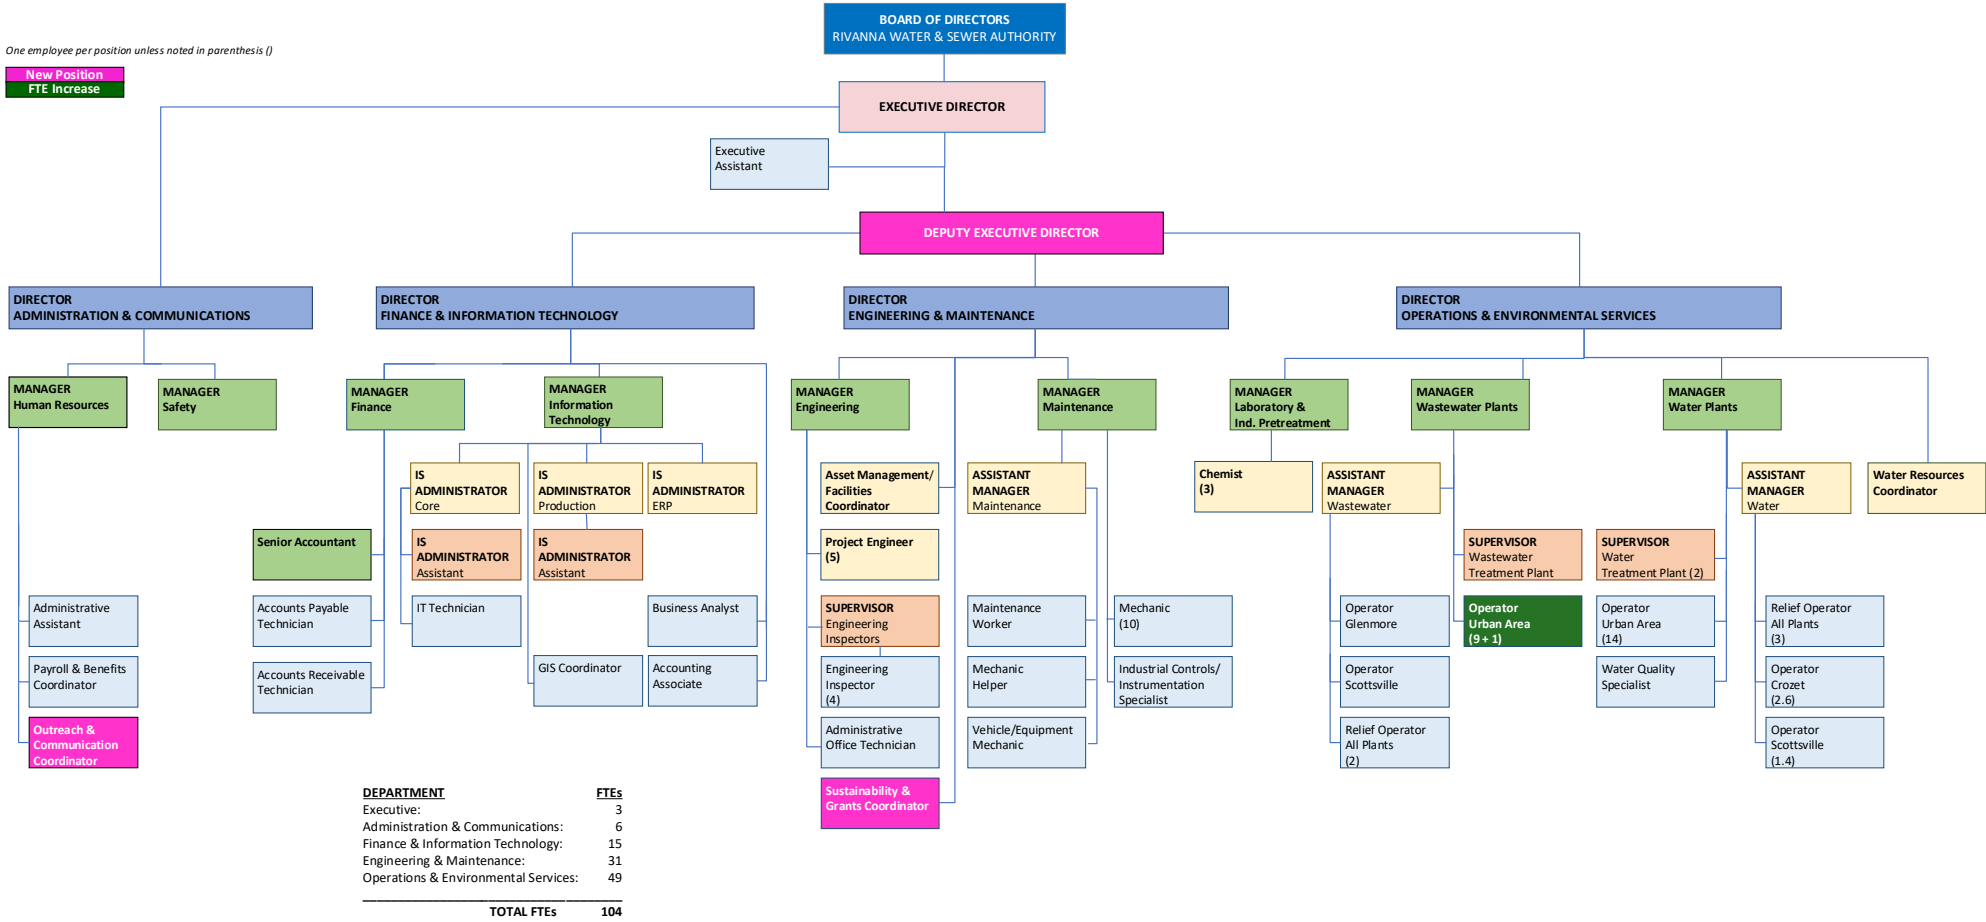 BOARD OF DIRECTORS
RIVANNA WATER & SEWER AUTHORITY
One employee per position unless noted in parenthesis ()
New Position
FTE Increase
EXECUTIVE DIRECTOR
Executive
Assistant
DEPUTY EXECUTIVE DIRECTOR
DIRECTOR
ADMINISTRATION & COMMUNICATIONS
DIRECTOR
FINANCE & INFORMATION TECHNOLOGY
DIRECTOR
ENGINEERING & MAINTENANCE
DIRECTOR
OPERATIONS & ENVIRONMENTAL SERVICES
MANAGER
Human Resources
MANAGER
Safety
MANAGER
Finance
MANAGER
Information
Technology
MANAGER
Engineering
MANAGER
Maintenance
MANAGER
Laboratory &
Ind. Pretreatment
MANAGER
Wastewater Plants
MANAGER
Water Plants
IS
ADMINISTRATOR
Core
IS
ADMINISTRATOR
Production
IS
ADMINISTRATOR
ERP
Asset Management/
Facilities
Coordinator
ASSISTANT
MANAGER
Maintenance
Chemist
(3)
ASSISTANT
MANAGER
Wastewater
ASSISTANT
MANAGER
Water
Water Resources
Coordinator
Senior Accountant
IS
ADMINISTRATOR
Assistant
IS
ADMINISTRATOR
Assistant
Project Engineer
(5)
SUPERVISOR
Wastewater
Treatment Plant
SUPERVISOR
Water
Treatment Plant (2)
Administrative
Assistant
Accounts Payable
Technician
IT Technician
Business Analyst
SUPERVISOR
Engineering
Inspectors
Maintenance
Worker
Mechanic
(10)
Operator
Glenmore
Operator
Urban Area
(9 + 1)
Operator
Urban Area
(14)
Relief Operator
All Plants
(3)
Payroll & Benefits
Coordinator
Accounts Receivable
Technician
GIS Coordinator
Accounting
Associate
Engineering
Inspector
(4)
Mechanic
Helper
Industrial Controls/
Instrumentation
Specialist
Operator
Scottsville
Water Quality
Specialist
Operator
Crozet
(2.6)
Outreach &
Communication
Coordinator
Administrative
Office Technician
Vehicle/Equipment
Mechanic
Relief Operator
All Plants
(2)
Operator
Scottsville
(1.4)
Sustainability &
Grants Coordinator
DEPARTMENT FTEs
Executive: 3
Administration & Communications: 6
Finance & Information Technology: 15
Engineering & Maintenance: 31
Operations & Environmental Services: 49
TOTAL FTEs 104